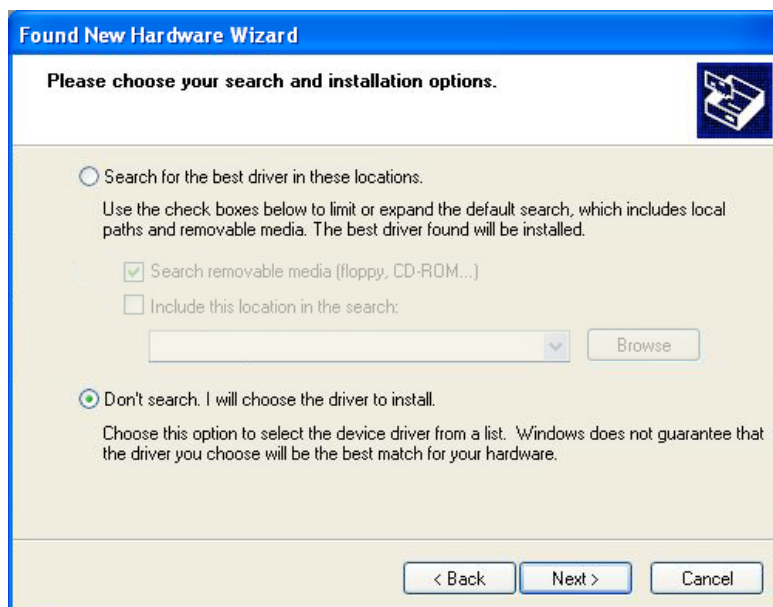 Found New Hardware Wizard
Please choose your search and installation options.
Search for the best driver in these locations.
Use the check boxes below to limit or expand the default search, which includes local
paths and removable media. The best driver found will be installed.
Search removable media (floppy, CD-ROM...)
Include this location in the search:
Browse
Don't search. I will choose the driver to install.
Choose this option to select the device driver from a list.  Windows does not guarantee that
the driver you choose will be the best match for your hardware.
< Back
Next >
Cancel